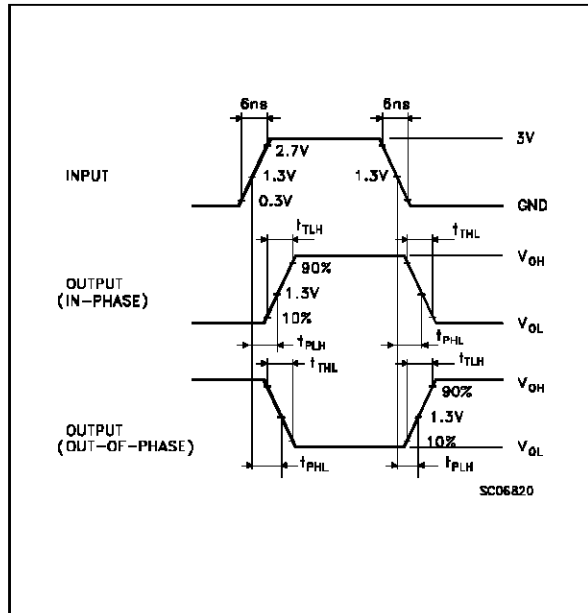 6ns 6ns
3V
2.7V
INPUT 1.3V 1.3V
0.3V GND
tTLH tTHL
VOH
90%
OUTPUT
(IN-PHASE) 1.3V
10% VOL
tPLH tPHL
tTHL tTLH
VOH
90%
OUTPUT
(OUT-OF-PHASE) 1.3V
10% VOL
tPHL tPLH
SC06820